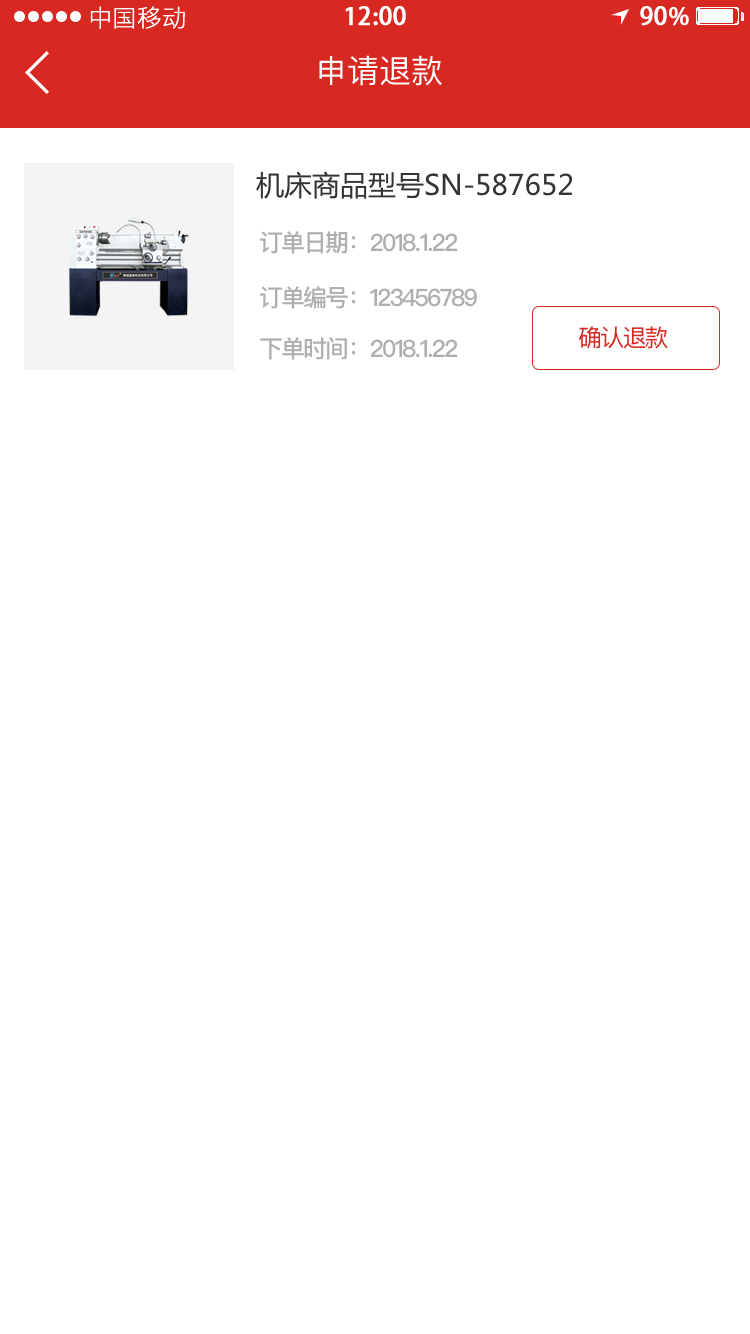 中国移动 12:00 90%
申请退款
机床商品型号SN-587652
订单日期：2018.1.22
订单编号：123456789
下单时间：2018.1.22
确认退款